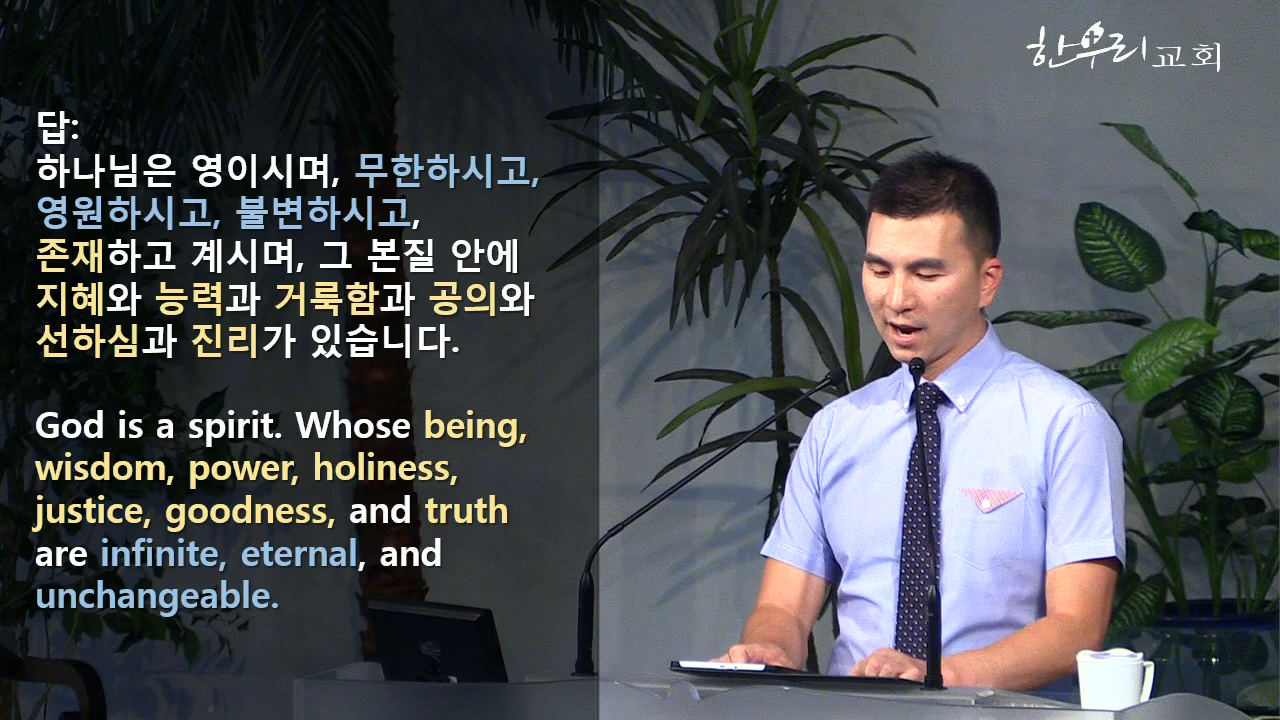 한우리교회
답:
하나님은 영이시며, 무한하시고,
영원하시고, 불변하시고,
존재하고 계시며, 그 본질 안에
지혜와 능력과 거룩함과 공의와
선하심과 진리가 있습니다.
God is a spirit. Whose being,
wisdom, power, holiness,
justice, goodness, and truth
are infinite, eternal, and
unchangeable.